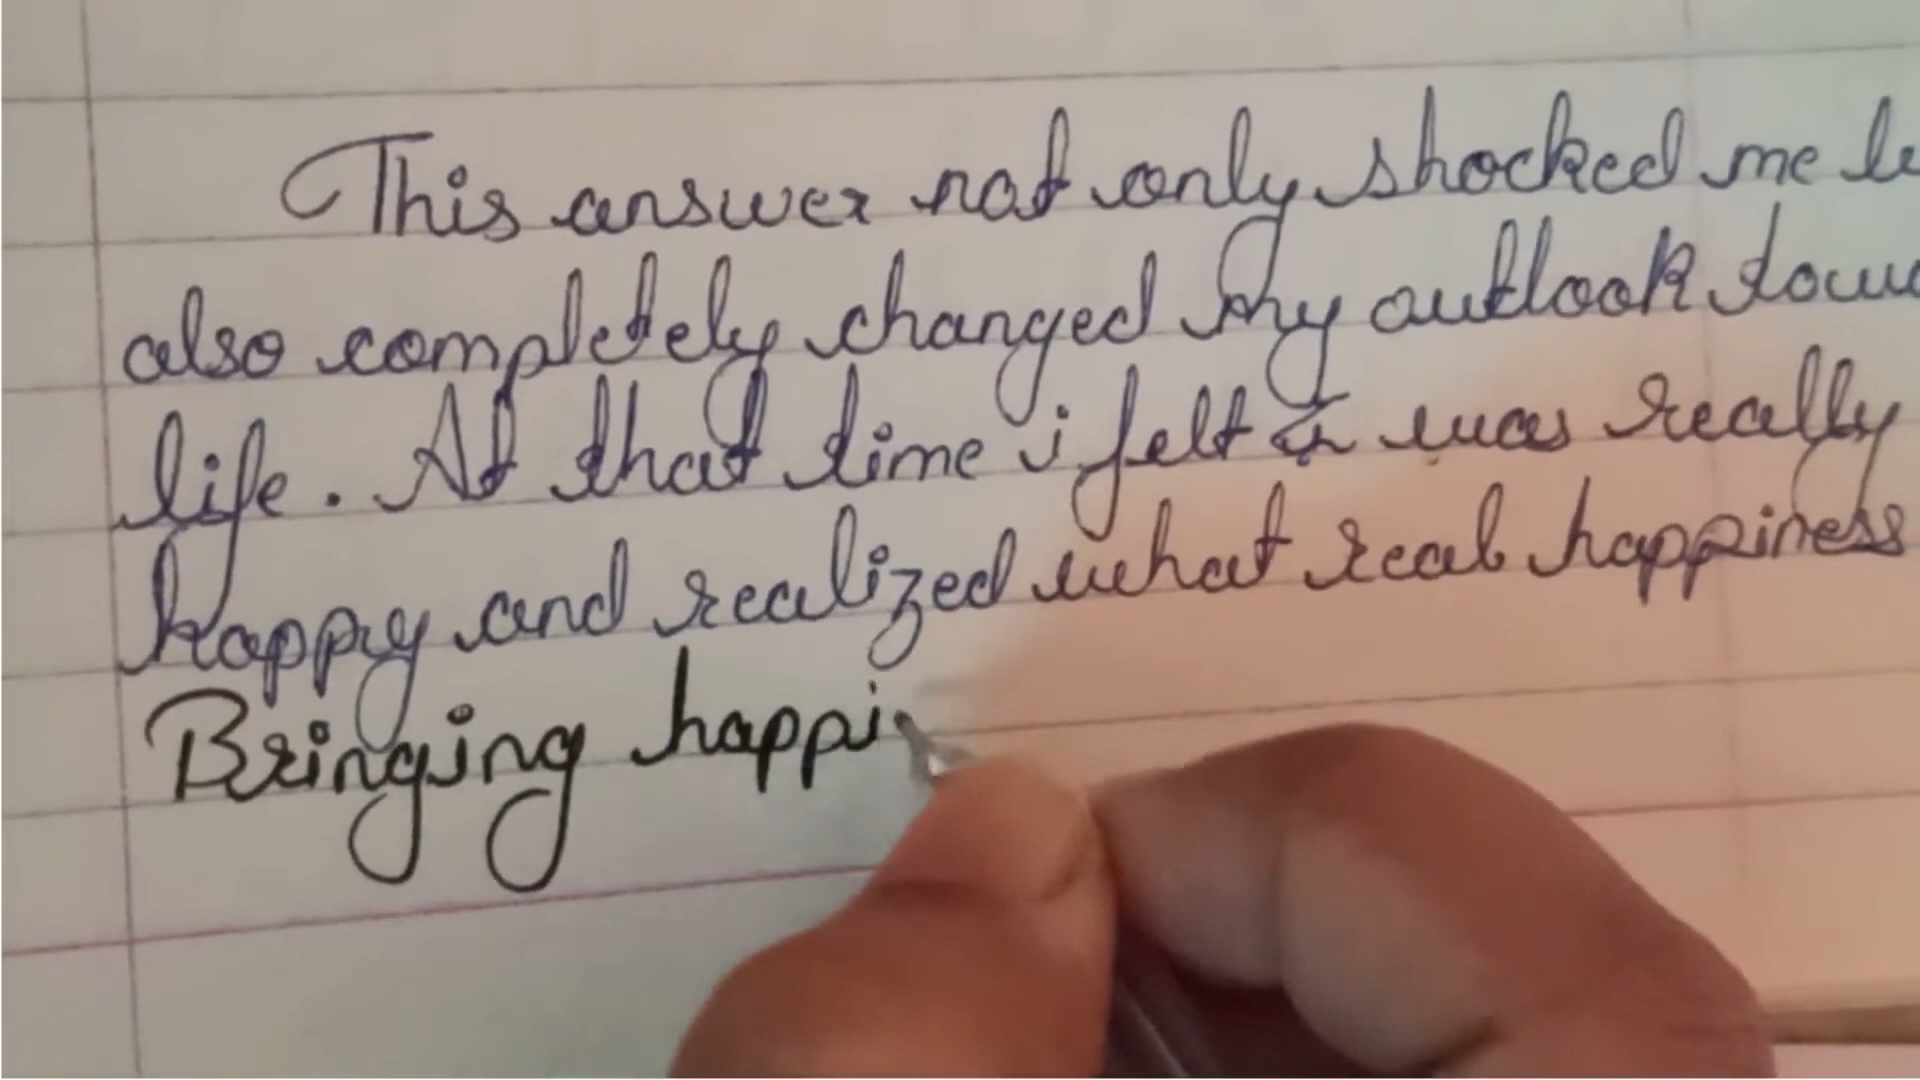 This answer not only shocked me
also completely changed my outlook
life. At that time i felt I was really
happy and realized what real happiness
Bringing happi